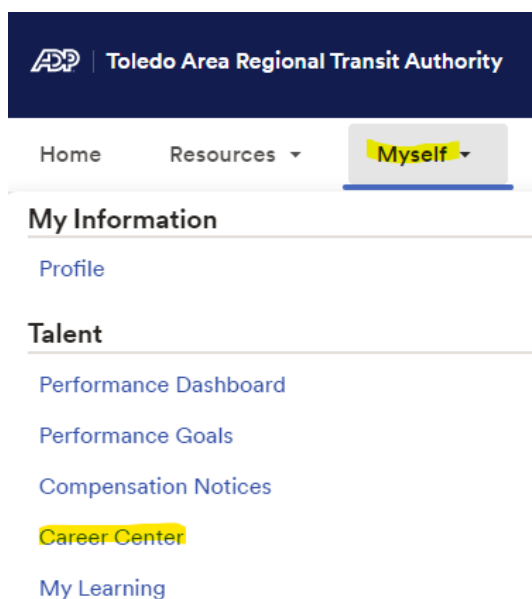 ADP Toledo Area Regional Transit Authority
Home Resources Myself
My Information
Profile
Talent
Performance Dashboard
Performance Goals
Compensation Notices
Career Center
My Learning